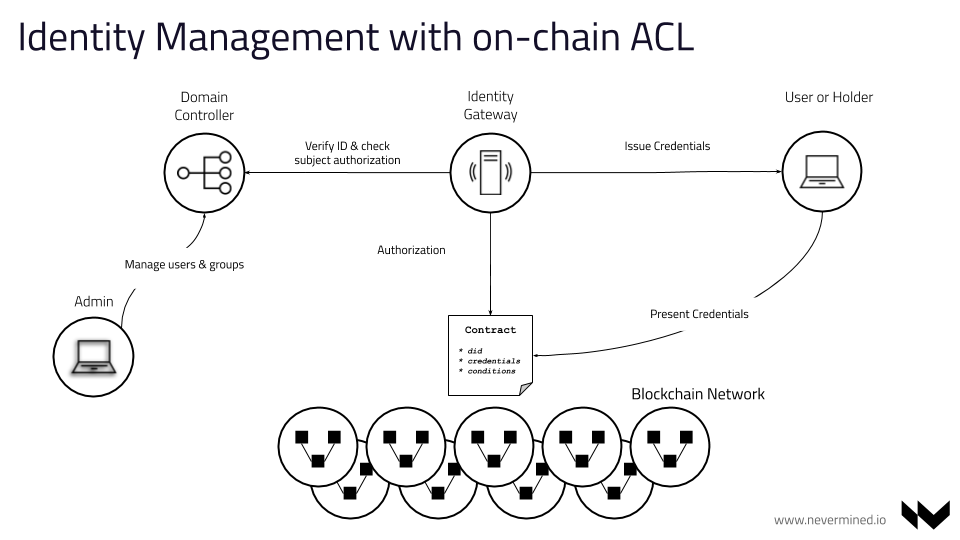 Identity Management with on-chain ACL
Domain
Controller
Identity
Gateway
User or Holder
Verify ID & check
subject authorization
Issue Credentials
Authorization
Manage users & groups
Admin
Present Credentials
Contract
* did
* credentials
* conditions
Blockchain Network
www.nevermined.io